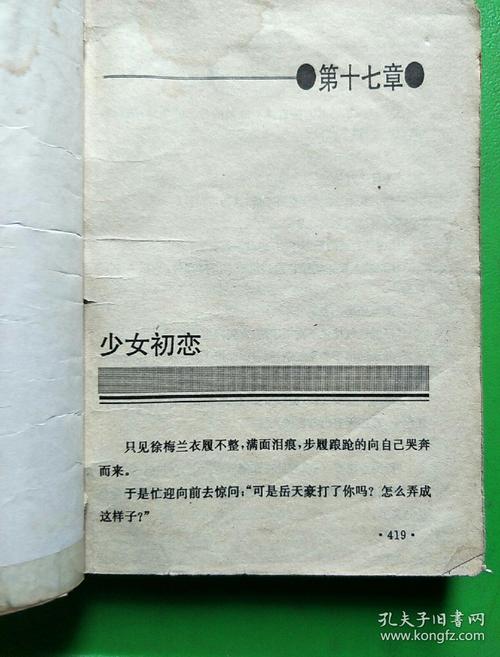 ●第十七章●
少女初恋
只见徐梅兰衣履不整，满面泪痕，步履踉跄的向自己哭奔
而来。
于是忙迎向前去惊问：“可是岳天豪打了你吗？怎么弄成
这样子？”
·419·
孔夫子旧书网
www.kongfz.com